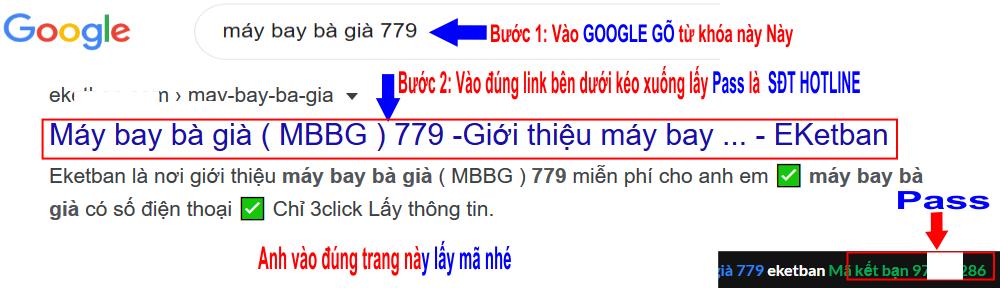 Google
máy bay bà già 779
Bước 1: Vào GOOGLE GÕ từ khóa này Này
Bước 2: Vào đúng link bên dưới kéo xuống lấy Pass là SĐT HOTLINE
› may-bay-ba-gia
Máy bay bà già ( MBBG ) 779 -Giới thiệu máy bay ... - EKetban
Eketban là nơi giới thiệu máy bay bà già ( MBBG ) 779 miễn phí cho anh em ✅ máy bay bà
già có số điện thoại ✅ Chỉ 3click Lấy thông tin.
Pass
Anh vào đúng trang này lấy mã nhé
già 779 eketban Mã kết bạn 97 286